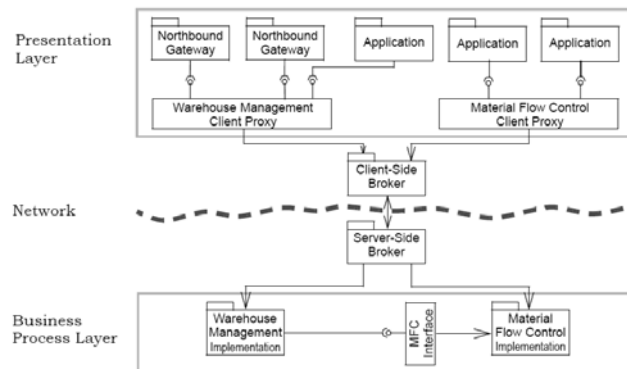 Presentation
Layer
Northbound
Gateway
Northbound
Gateway
Application
Application
Application
Warehouse Management
Client Proxy
Material Flow Control
Client Proxy
Client-Side
Broker
Network
Server-Side
Broker
Business
Process Layer
Warehouse
Management
Implementation
MFC
Interface
Material
Flow Control
Implementation